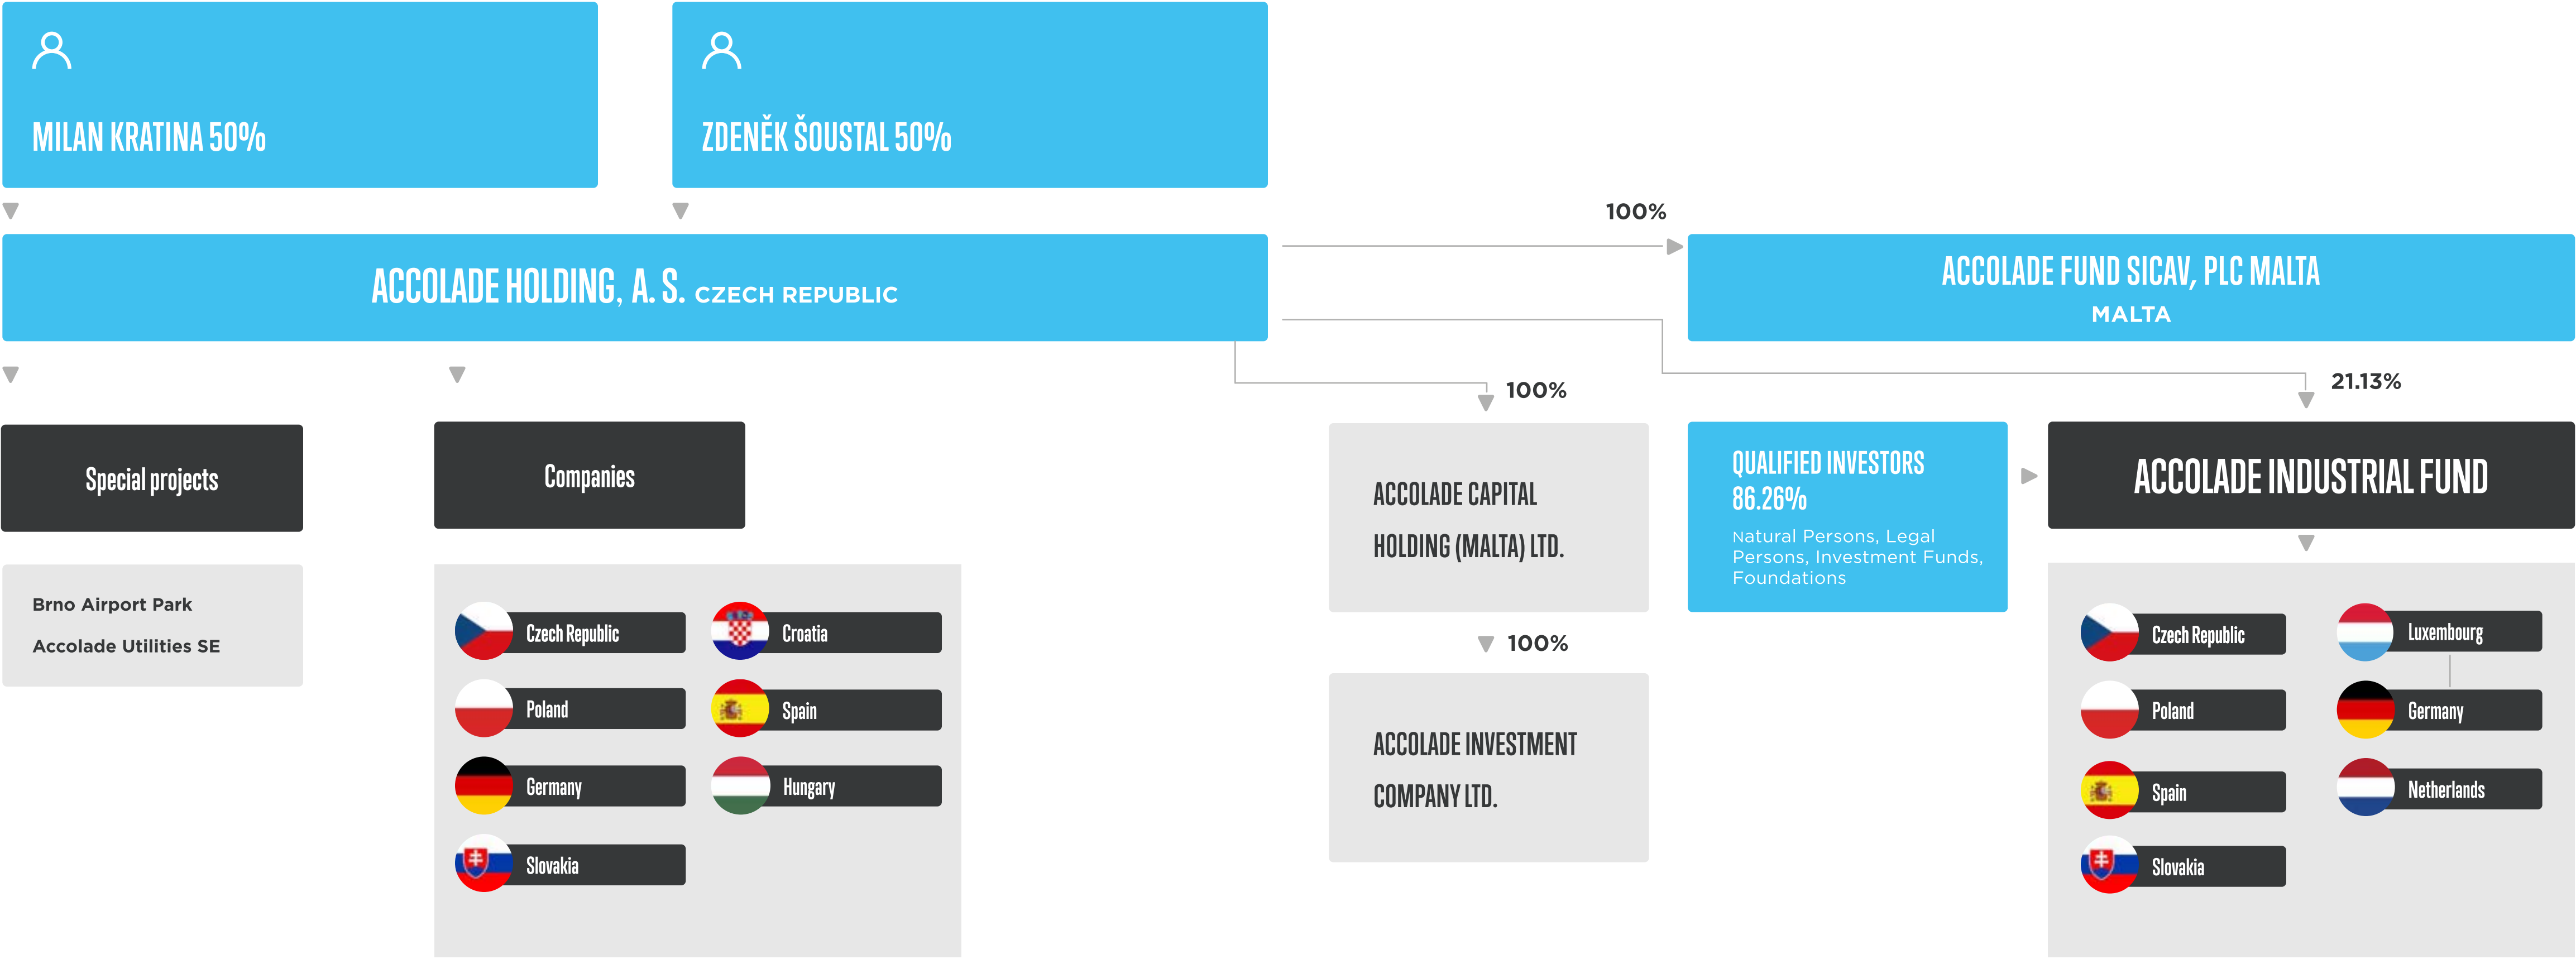 MILAN KRATINA 50%
ZDENĚK ŠOUSTAL 50%
100%
ACCOLADE HOLDING, A. S. CZECH REPUBLIC
ACCOLADE FUND SICAV, PLC MALTA
MALTA
100%
21.13%
Special projects
Companies
ACCOLADE CAPITAL
HOLDING (MALTA) LTD.
QUALIFIED INVESTORS
86.26%
Natural Persons, Legal
Persons, Investment Funds,
Foundations
ACCOLADE INDUSTRIAL FUND
Brno Airport Park
Accolade Utilities SE
Czech Republic
Croatia
Poland
Spain
Germany
Hungary
Slovakia
100%
ACCOLADE INVESTMENT
COMPANY LTD.
Czech Republic
Luxembourg
Poland
Germany
Spain
Netherlands
Slovakia